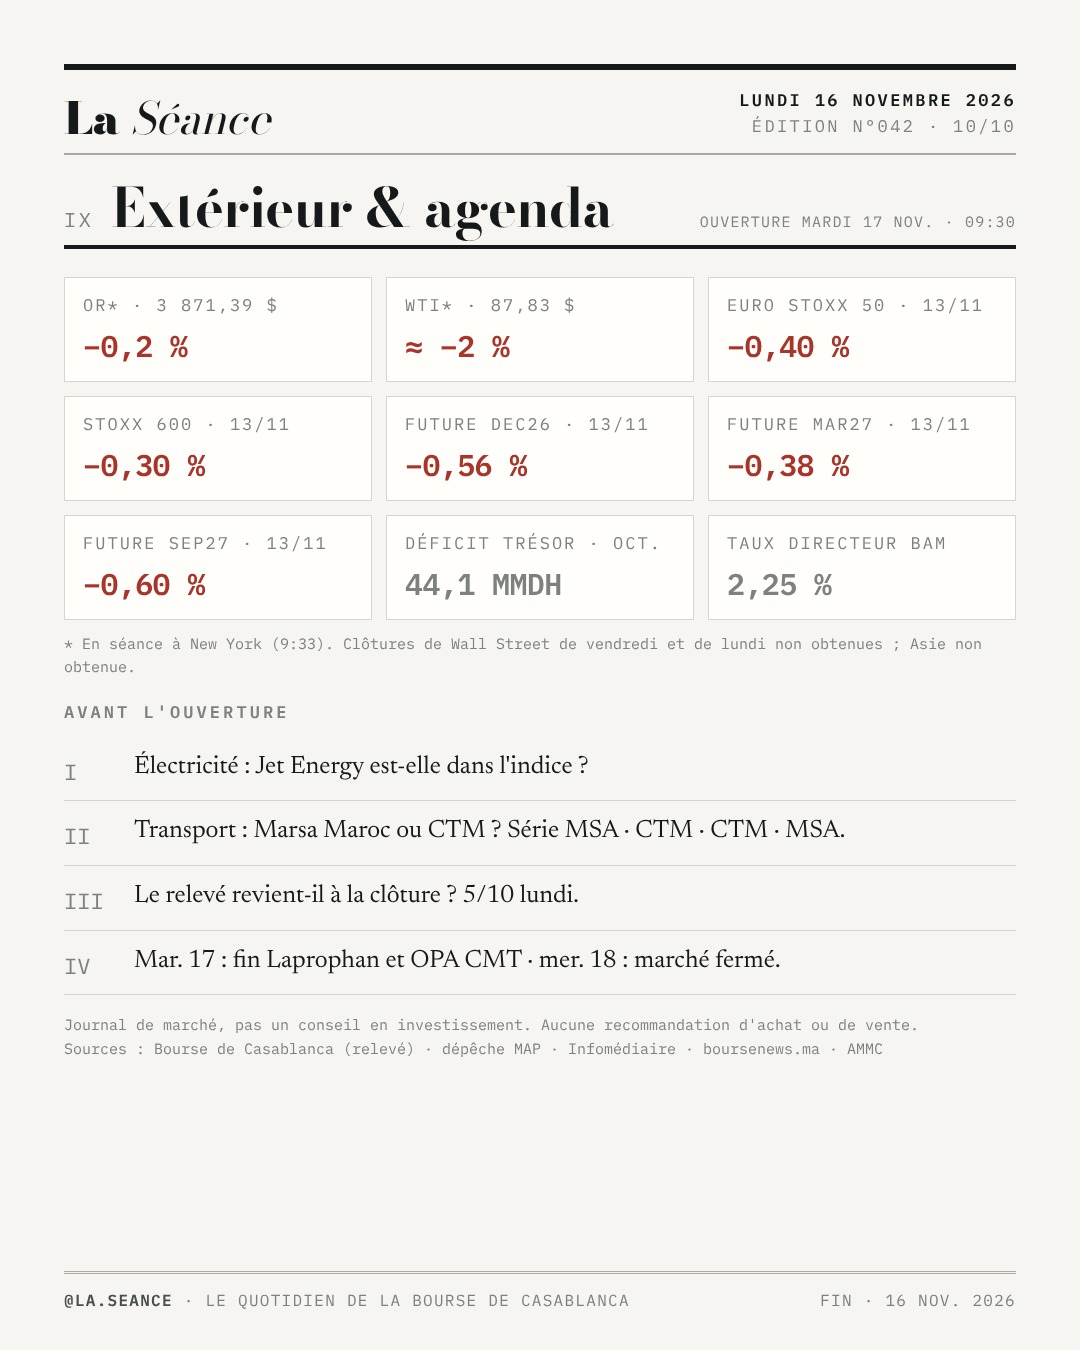 La Séance
LUNDI 16 NOVEMBRE 2026
ÉDITION N°042 · 10/10
IX Extérieur & agenda
OUVERTURE MARDI 17 NOV. · 09:30
OR* · 3 871,39 $
−0,2 %
WTI* · 87,83 $
≈ −2 %
EURO STOXX 50 · 13/11
−0,40 %
STOXX 600 · 13/11
−0,30 %
FUTURE DEC26 · 13/11
−0,56 %
FUTURE MAR27 · 13/11
−0,38 %
FUTURE SEP27 · 13/11
−0,60 %
DÉFICIT TRÉSOR · OCT.
44,1 MMDH
TAUX DIRECTEUR BAM
2,25 %
* En séance à New York (9:33). Clôtures de Wall Street de vendredi et de lundi non obtenues ; Asie non
obtenue.
AVANT L'OUVERTURE
I Électricité : Jet Energy est-elle dans l'indice ?
II Transport : Marsa Maroc ou CTM ? Série MSA · CTM · CTM · MSA.
III Le relevé revient-il à la clôture ? 5/10 lundi.
IV Mar. 17 : fin Laprophan et OPA CMT · mer. 18 : marché fermé.
Journal de marché, pas un conseil en investissement. Aucune recommandation d'achat ou de vente.
Sources : Bourse de Casablanca (relevé) · dépêche MAP · Infomédiaire · boursenews.ma · AMMC
@LA.SEANCE · LE QUOTIDIEN DE LA BOURSE DE CASABLANCA
FIN · 16 NOV. 2026